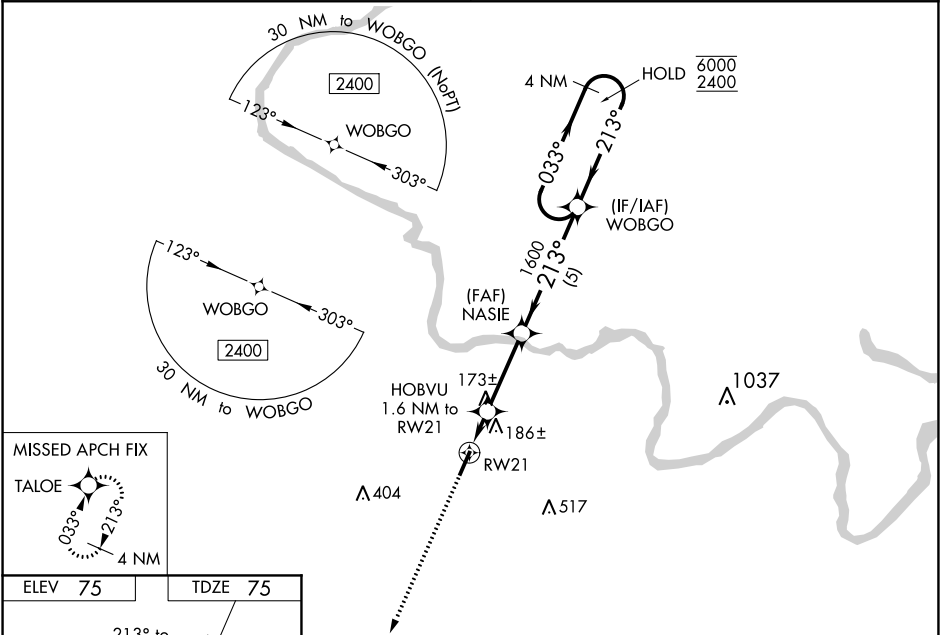 30 NM to WOBGO (NoPT)
2400
123°
WOBGO
303°
4 NM
HOLD
6000
2400
033°
213°
(IF/IAF)
WOBGO
1600
213°
(5)
123°
WOBGO
303°
2400
30 NM to WOBGO
(FAF)
NASIE
HOBVU
1.6 NM to
RW21
173±
186±
RW21
1037
404
517
MISSED APCH FIX
TALOE
033°
213°
4 NM
ELEV 75
TDZE 75
213° to